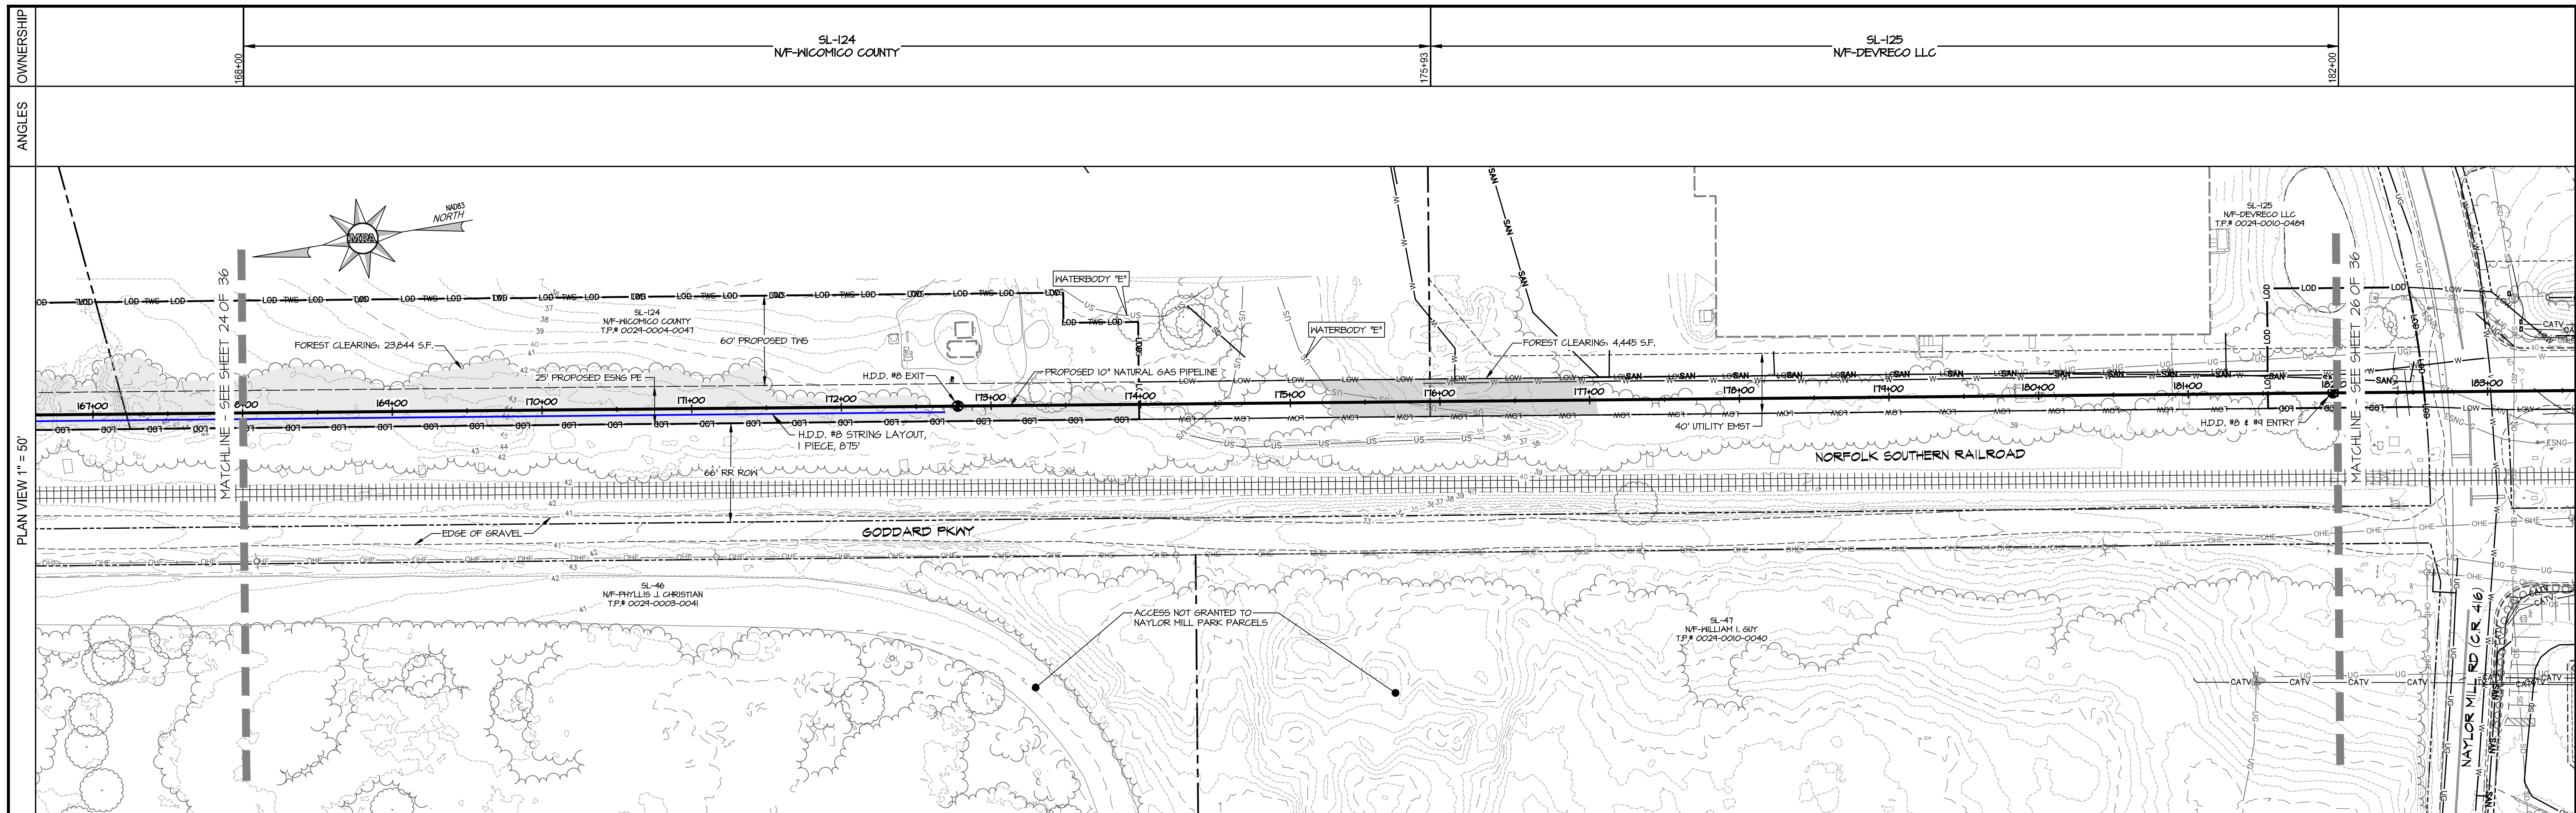 OWNERSHIP
168+00
SL-124
N/F-WICOMICO COUNTY
175+93
SL-125
N/F-DEVRECO LLC
182+00
ANGLES
PLAN VIEW 1" = 50'
MATCHLINE - SEE SHEET 24 OF 36
MRA
NAD83
NORTH
SL-124
N/F-WICOMICO COUNTY
T.P.# 0029-0004-0047
FOREST CLEARING: 23,844 S.F.
25' PROPOSED ESNG PE
60' PROPOSED TWS
H.D.D. #8 EXIT
PROPOSED 10" NATURAL GAS PIPELINE
WATERBODY "E"
WATERBODY "E"
FOREST CLEARING: 4,445 S.F.
SL-125
N/F-DEVRECO LLC
T.P.# 0029-0010-0489
MATCHLINE - SEE SHEET 26 OF 36
167+00
169+00
170+00
171+00
172+00
173+00
174+00
175+00
176+00
177+00
178+00
179+00
180+00
181+00
183+00
H.D.D. #8 STRING LAYOUT,
1 PIECE, 875'
66' RR ROW
40' UTILITY EMST
H.D.D. #8 & #9 ENTRY
NORFOLK SOUTHERN RAILROAD
EDGE OF GRAVEL
GODDARD PKWY
SL-46
N/F-PHYLLIS J. CHRISTIAN
T.P.# 0029-0003-0041
ACCESS NOT GRANTED TO
NAYLOR MILL PARK PARCELS
SL-47
N/F-WILLIAM I. GUY
T.P.# 0029-0010-0040
NAYLOR MILL RD (C.R. 416)